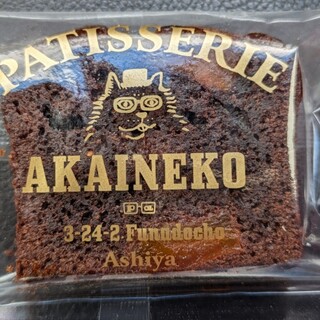 PATISSERIE
AKAINEKO
3-24-2 Funadocho
Ashiya